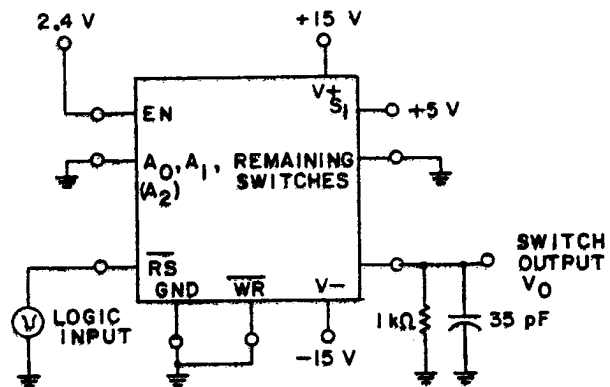 2.4 V
+15 V
V+
EN
S1
+5 V
A0, A1,
(A2)
REMAINING
SWITCHES
RS
GND
WR
V-
SWITCH
OUTPUT
VO
LOGIC
INPUT
1 kΩ
35 pF
-15 V